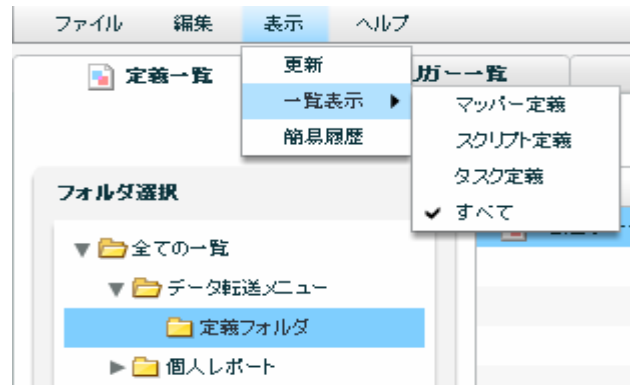 ファイル 編集 表示 ヘルプ
定義一覧
ガー一覧
更新
一覧表示
簡易履歴
マッパー定義
スクリプト定義
タスク定義
すべて
フォルダ選択
全ての一覧
データ転送メニュー
定義フォルダ
個人レポート